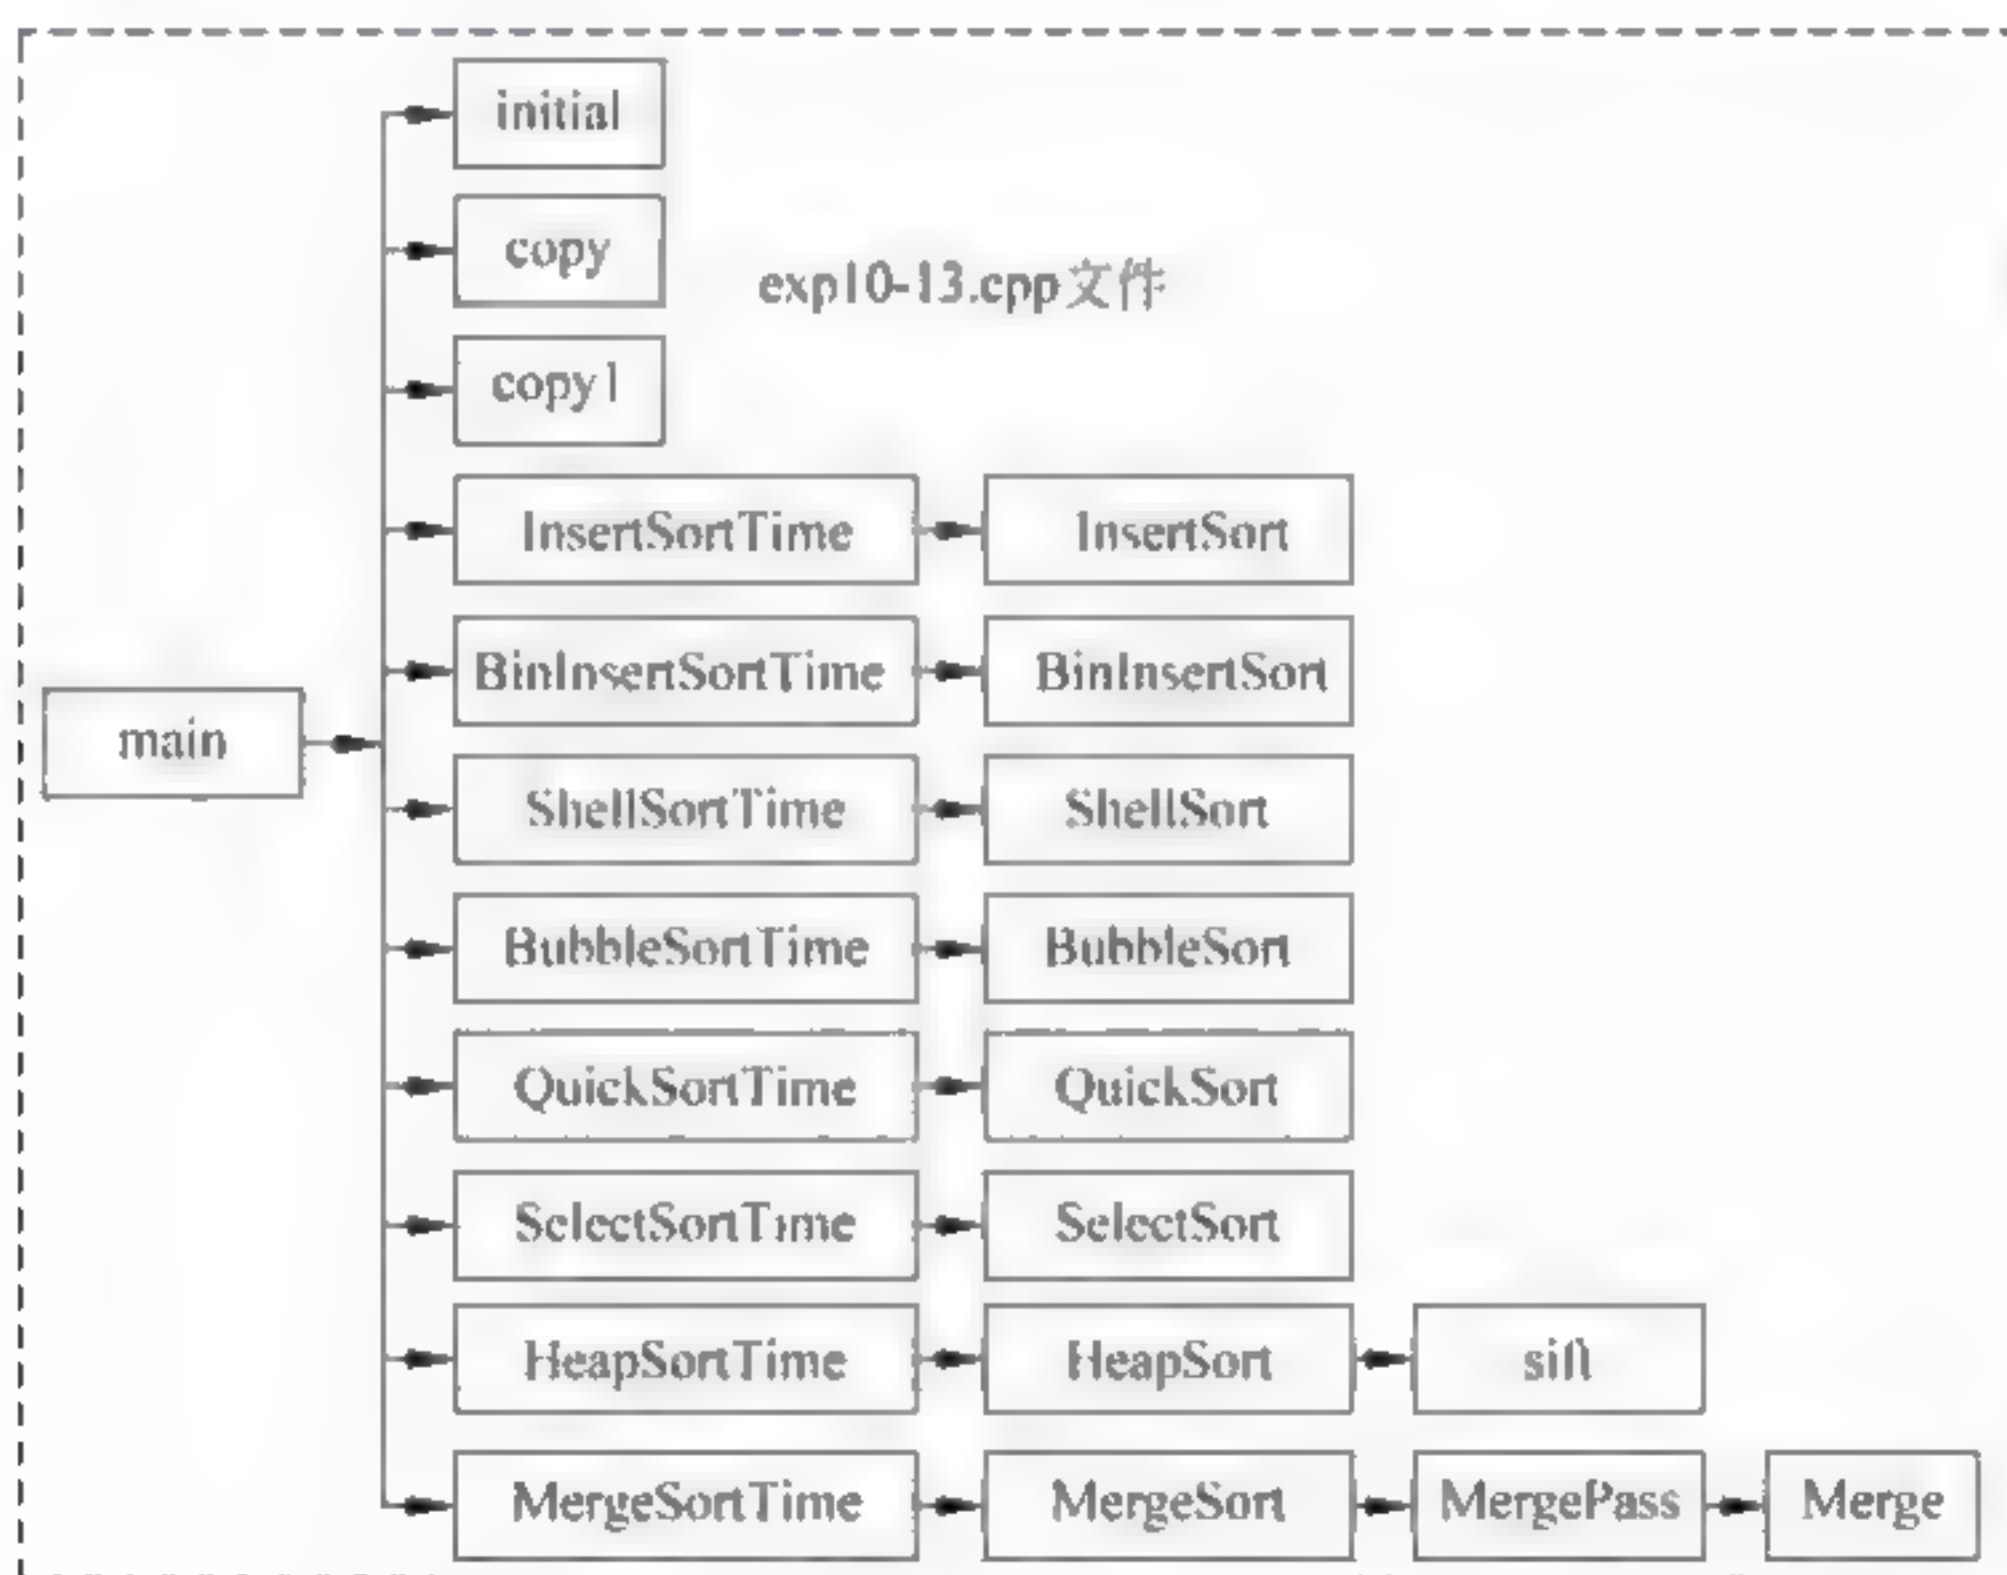 initial
copy
exp10-13.cpp文件
copy1
InsertSortTime InsertSort
BinInsertSortTime BinInsertSort
main
ShellSortTime ShellSort
BubbleSortTime BubbleSort
QuickSortTime QuickSort
SelectSortTime SelectSort
HeapSortTime HeapSort sift
MergeSortTime MergeSort MergePass Merge